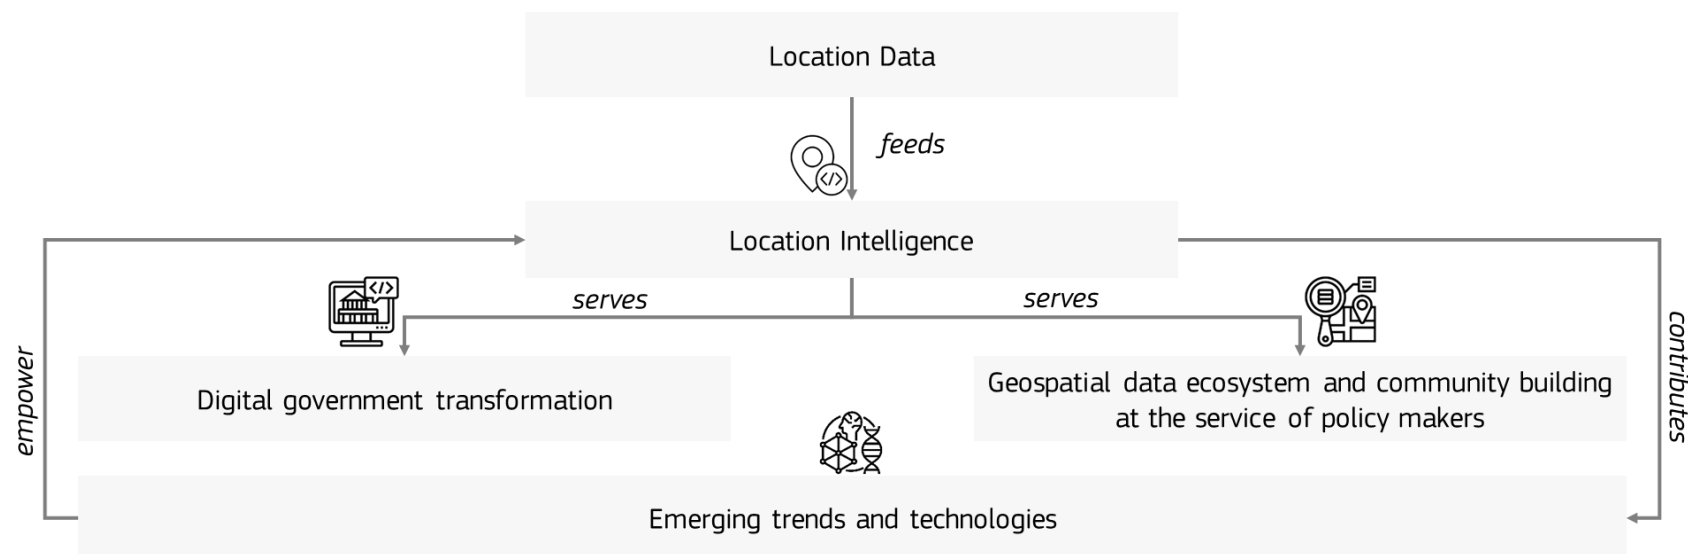 Location Data
feeds
</>
Location Intelligence
</>
serves
serves
empower
contributes
Digital government transformation
Geospatial data ecosystem and community building
at the service of policy makers
Emerging trends and technologies